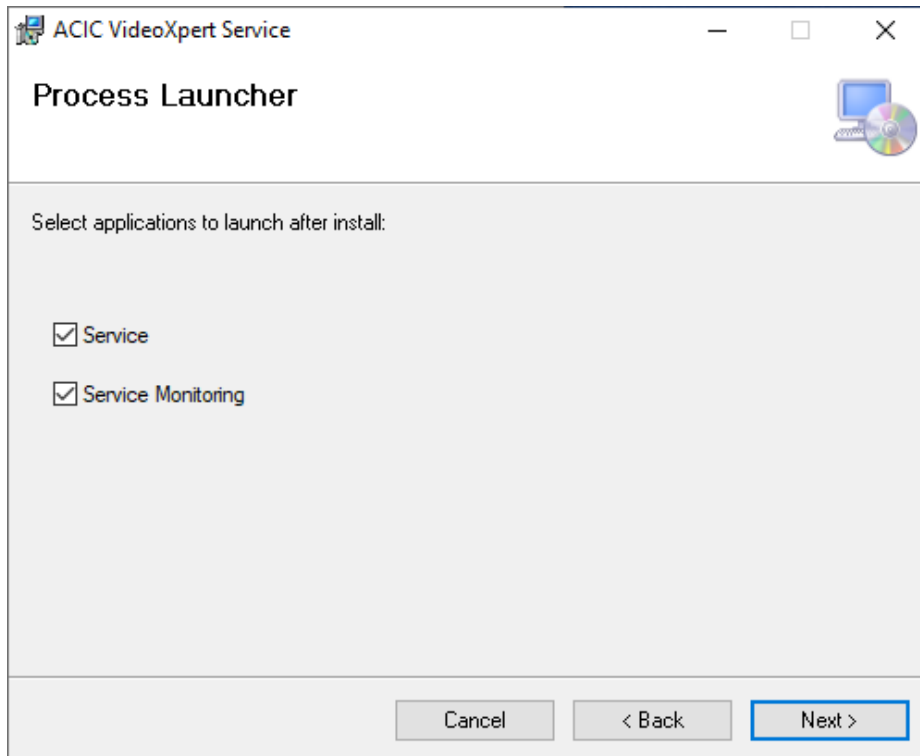 ACIC VideoXpert Service
Process Launcher
Select applications to launch after install:
Service
Service Monitoring
Cancel
< Back
Next >